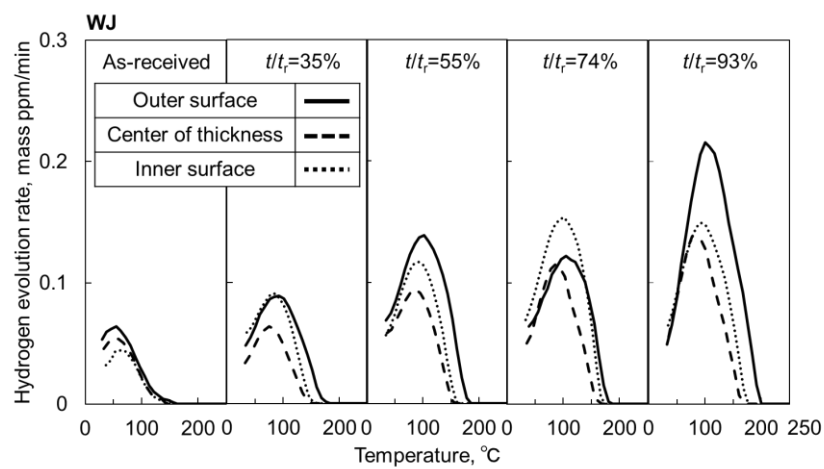 WJ
0.3
As-received
t/tr=35%
t/tr=55%
t/tr=74%
t/tr=93%
Outer surface
Center of thickness
Inner surface
0.2
0.1
0
Hydrogen evolution rate, mass ppm/min
0 100 200 0 100 200 0 100 200 0 100 200 0 100 200 250
Temperature, °C